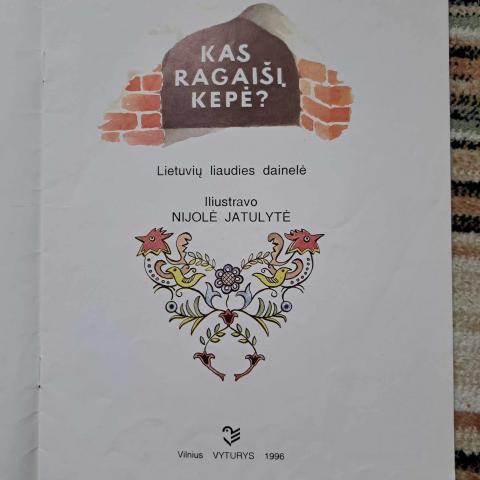 KAS
RAGAIŠĮ
KEPĖ?
Lietuvių liaudies dainelė
Iliustravo
NIJOLĖ JATULYTĖ
Vilnius VYTURYS 1996